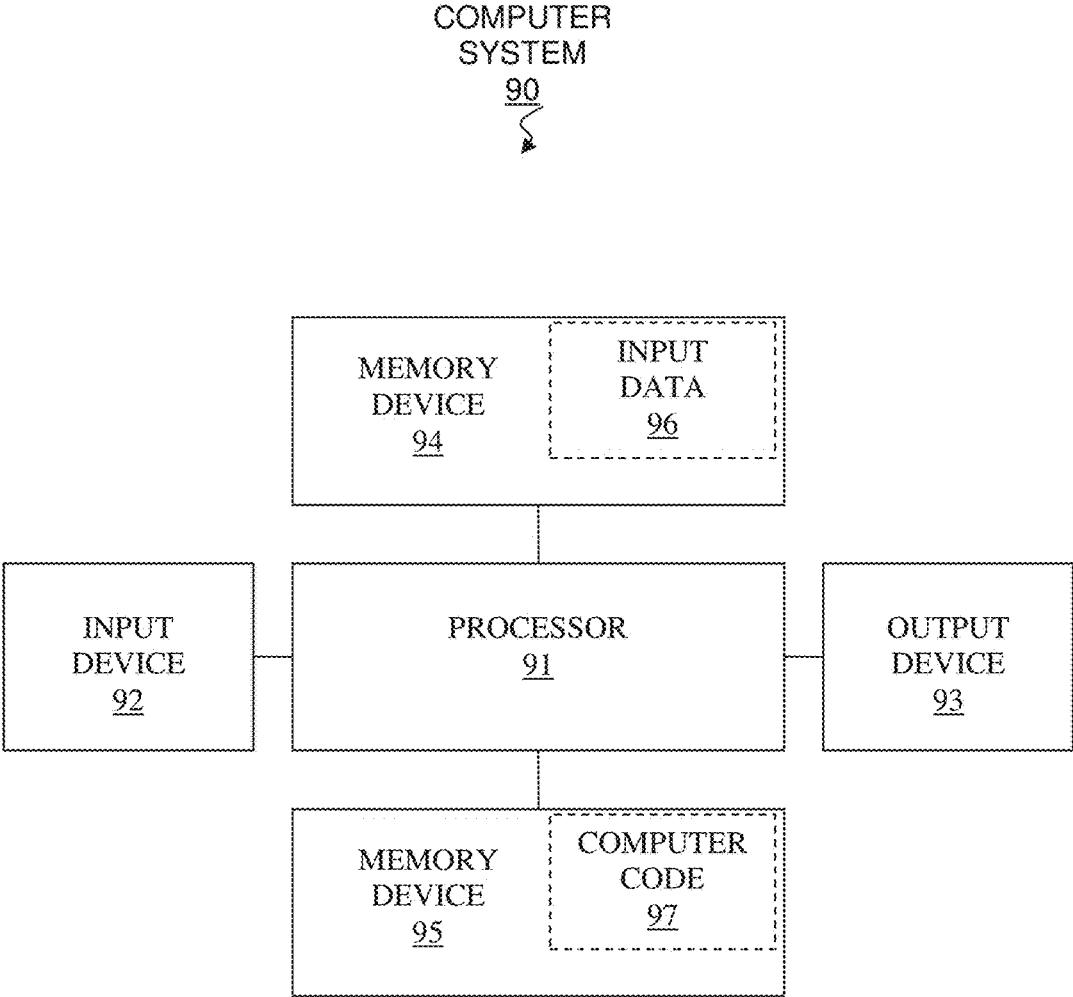 COMPUTER
SYSTEM
90
MEMORY
DEVICE
94
INPUT
DATA
96
INPUT
DEVICE
92
PROCESSOR
91
OUTPUT
DEVICE
93
MEMORY
DEVICE
95
COMPUTER
CODE
97